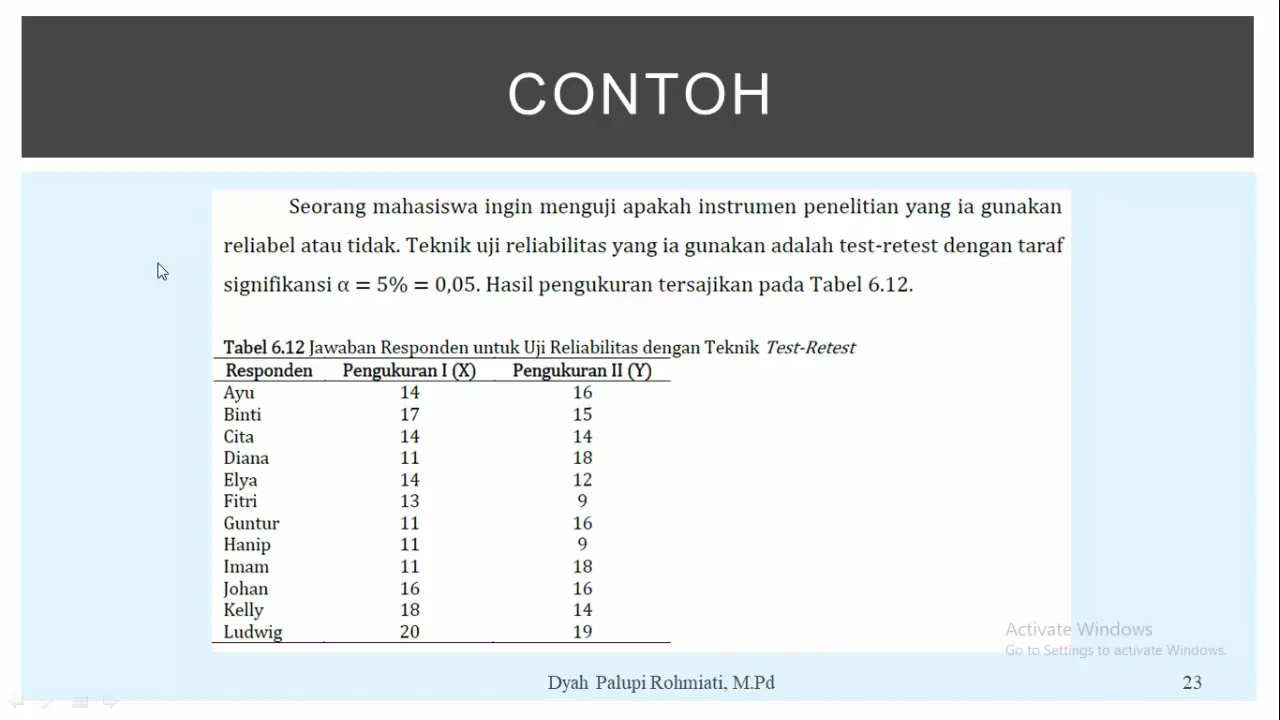 CONTOH
Seorang mahasiswa ingin menguji apakah instrumen penelitian yang ia gunakan
reliabel atau tidak. Teknik uji reliabilitas yang ia gunakan adalah test-retest dengan taraf
signifikansi α = 5% = 0,05. Hasil pengukuran tersajikan pada Tabel 6.12.
Tabel 6.12 Jawaban Responden untuk Uji Reliabilitas dengan Teknik Test-Retest
Responden Pengukuran I (X) Pengukuran II (Y)
Ayu 14 16
Binti 17 15
Cita 14 14
Diana 11 18
Elya 14 12
Fitri 13 9
Guntur 11 16
Hanip 11 9
Imam 11 18
Johan 16 16
Kelly 18 14
Ludwig 20 19
Activate Windows
Go to Settings to activate Windows.
Dyah Palupi Rohmiati, M.Pd 23